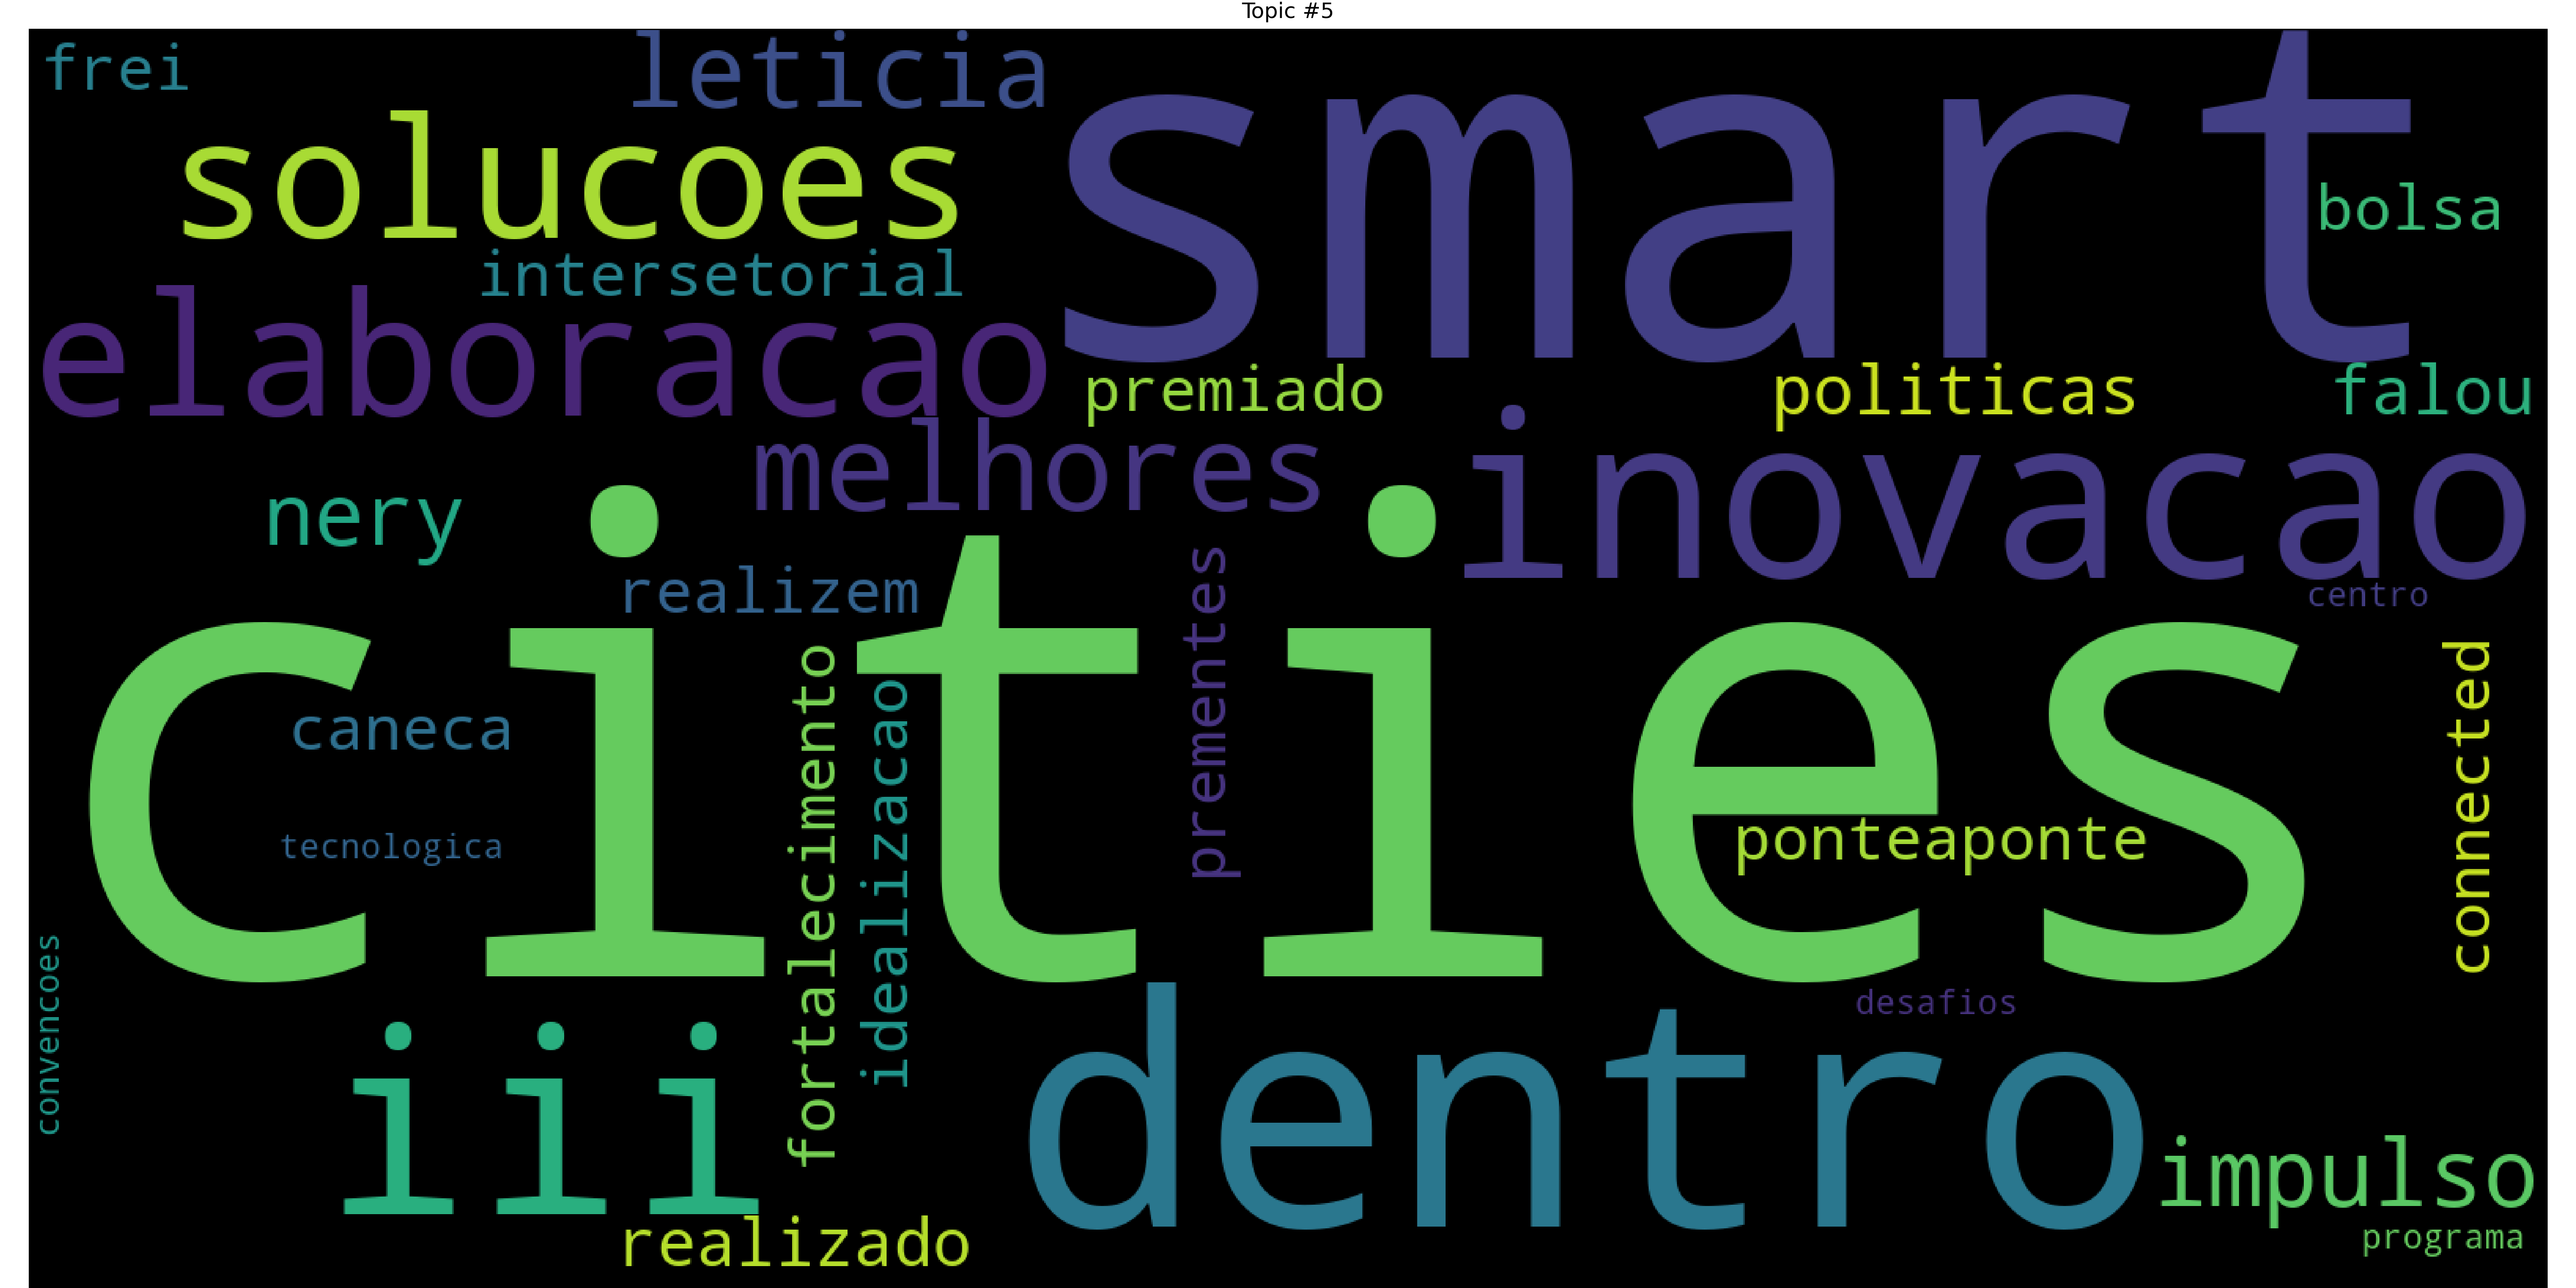 Topic #5
frei
leticia
smart
solucoes
bolsa
intersetorial
elaboracao
premiado
politicas
falou
melhores
inovacao
nery
realizem
centro
cities
prementes
caneca
fortalecimento
idealizacao
connected
tecnologica
ponteaponte
convencoes
desafios
iii
dentro
impulso
realizado
programa